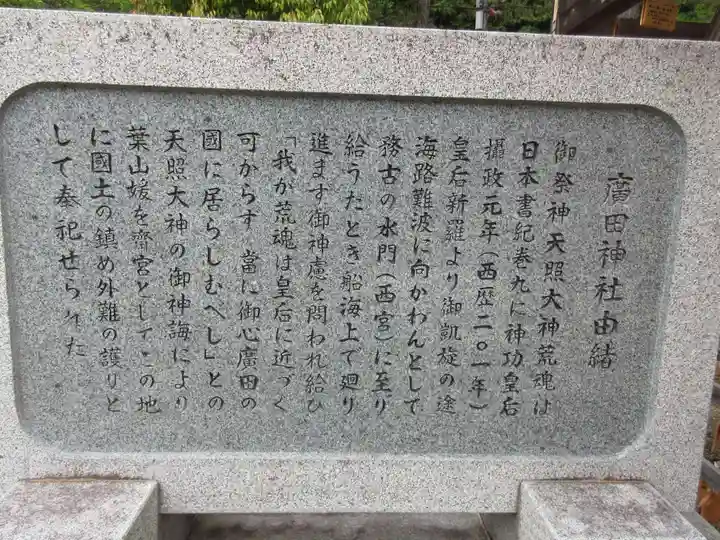 廣田神社由緒
御祭神天照大神荒魂は
日本書紀巻九に神功皇后
攝政元年(西歴二〇一年)
皇后新羅より御凱旋の途
海路難波に向かわんとして
務古の水門(西宮)に至り
給うたとき船海上で廻り
進まず御神慮を問われ給ひ
「我が荒魂は皇后に近づく
可からず 當に御心廣田の
國に居らしむべし」との
天照大神の御神誨により
葉山媛を齊宮としてこの地
に國土の鎮め外難の護りと
して奉祀せられた